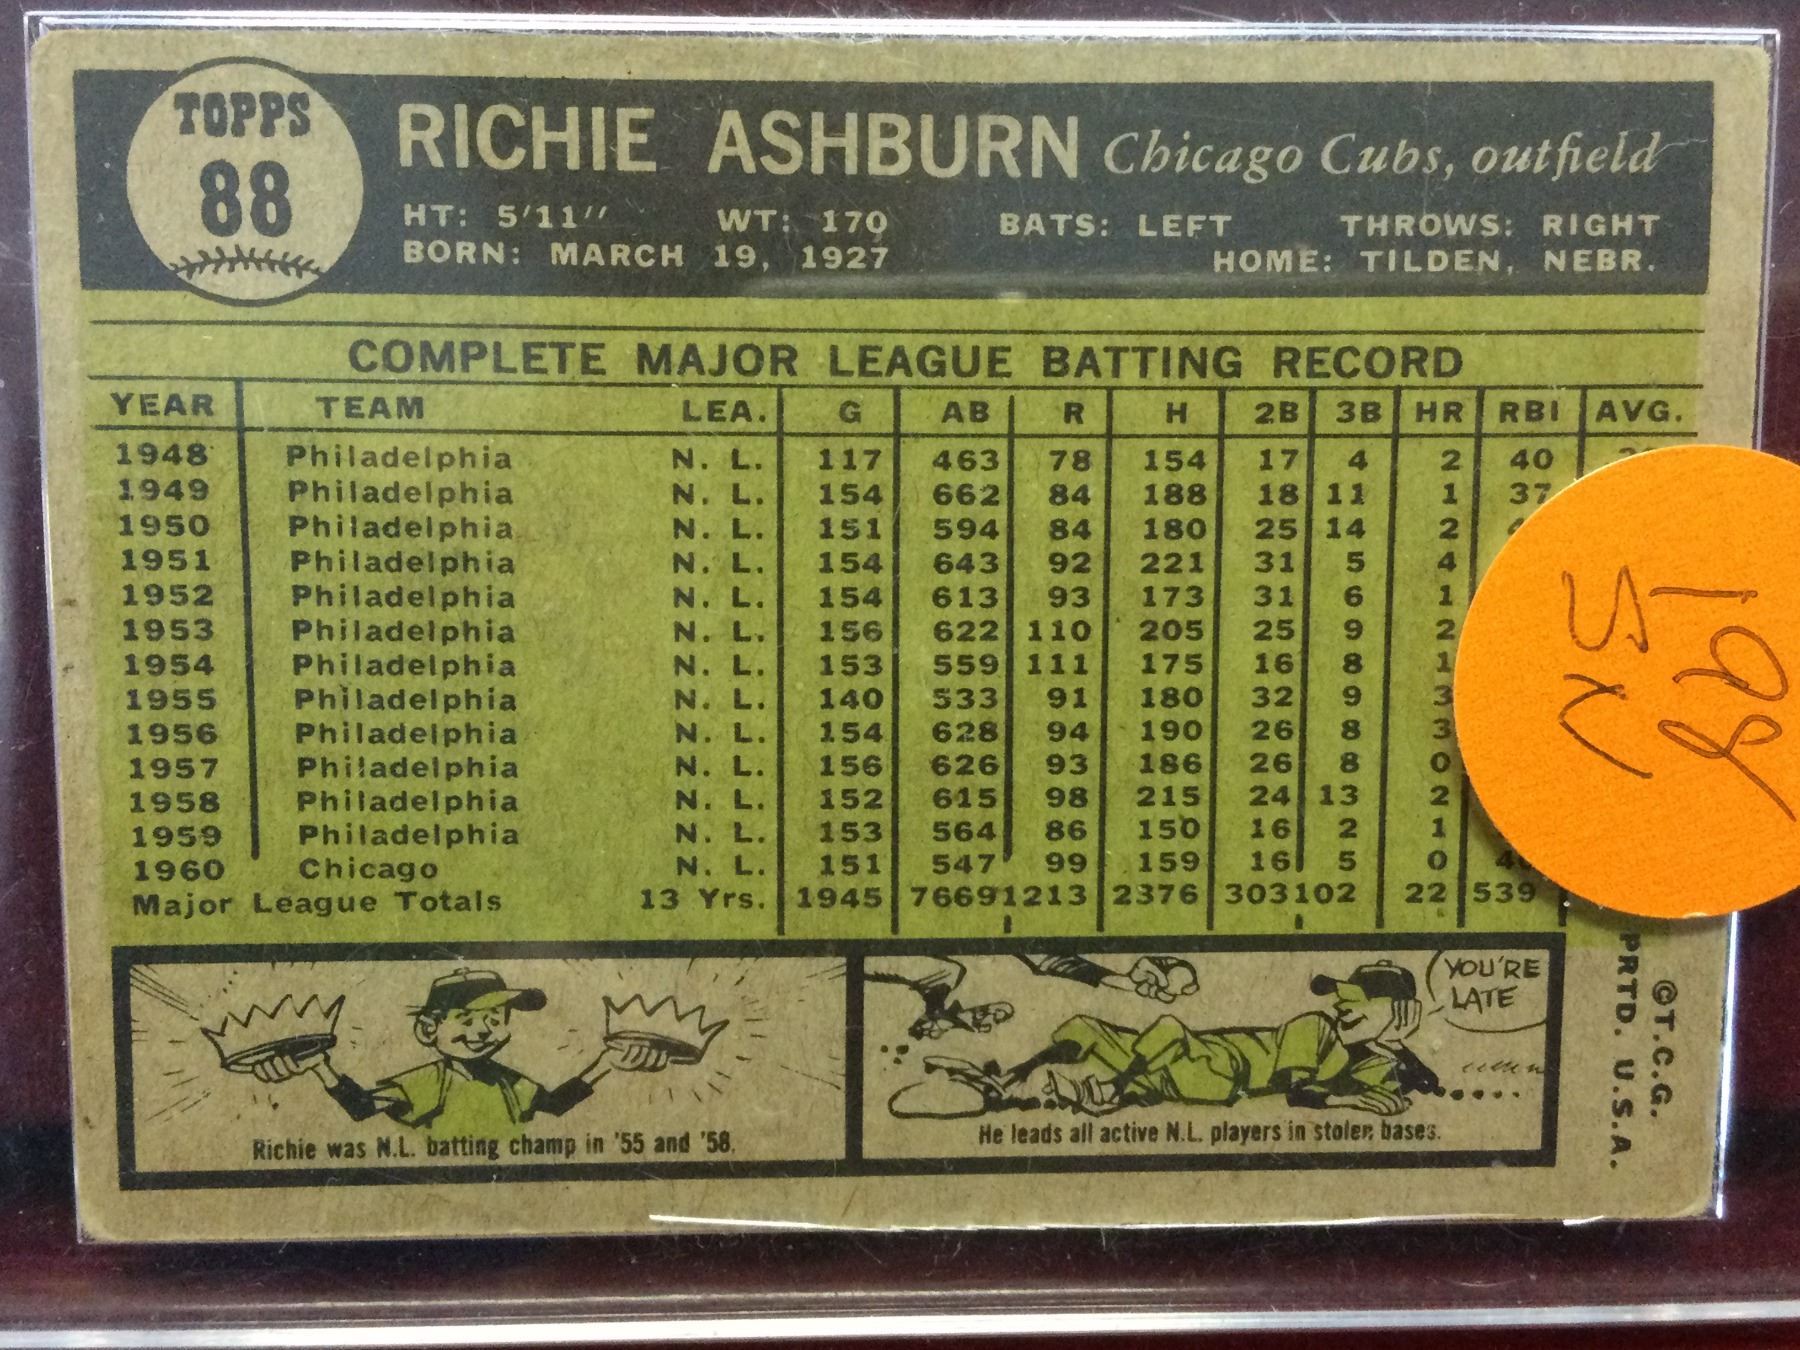 TOPPS
88
RICHIE ASHBURN Chicago Cubs, outfield
HT: 5'11" WT: 170 BATS: LEFT THROWS: RIGHT
BORN: MARCH 19, 1927 HOME: TILDEN, NEBR.
COMPLETE MAJOR LEAGUE BATTING RECORD
YEAR TEAM LEA. G AB R H 2B 3B HR RBI AVG.
1948 Philadelphia N. L. 117 463 78 154 17 4 2 40
1949 Philadelphia N. L. 154 662 84 188 18 11 1 37
1950 Philadelphia N. L. 151 594 84 180 25 14 2
1951 Philadelphia N. L. 154 643 92 221 31 5 4
1952 Philadelphia N. L. 154 613 93 173 31 6 1
1953 Philadelphia N. L. 156 622 110 205 25 9 2
1954 Philadelphia N. L. 153 559 111 175 16 8 1
1955 Philadelphia N. L. 140 533 91 180 32 9 3
1956 Philadelphia N. L. 154 628 94 190 26 8 3
1957 Philadelphia N. L. 156 626 93 186 26 8 0
1958 Philadelphia N. L. 152 615 98 215 24 13 2
1959 Philadelphia N. L. 153 564 86 150 16 2 1
1960 Chicago N. L. 151 547 99 159 16 5 0
Major League Totals 13 Yrs. 1945 7669 1213 2376 303 102 22 539
YOU'RE
LATE
Richie was N.L. batting champ in '55 and '58.
He leads all active N.L. players in stolen bases.
©T.C.G.
PRTD. U.S.A.